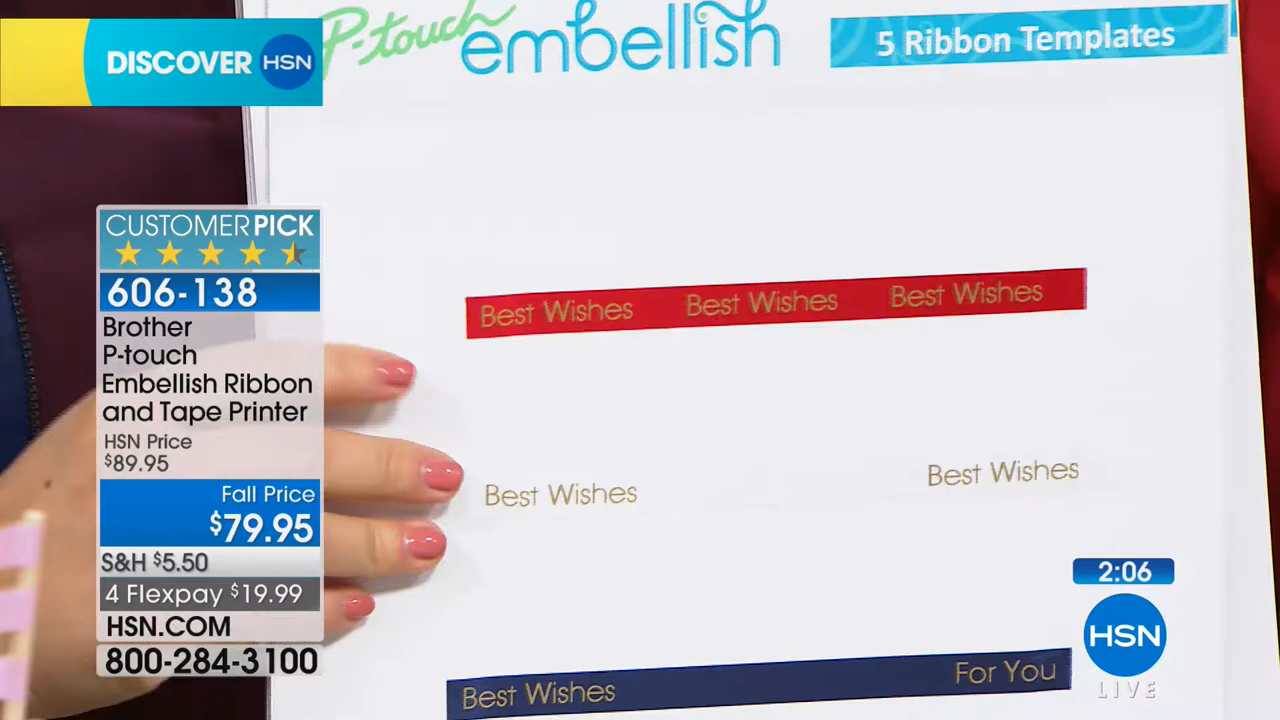 DISCOVER HSN
P-touch embellish
5 Ribbon Templates
CUSTOMER PICK
606-138
Brother
P-touch
Embellish Ribbon
and Tape Printer
HSN Price
$89.95
Fall Price
$79.95
S&H $5.50
4 Flexpay $19.99
HSN.COM
800-284-3100
Best Wishes Best Wishes Best Wishes
Best Wishes Best Wishes
Best Wishes For You
2:06
HSN
LIVE